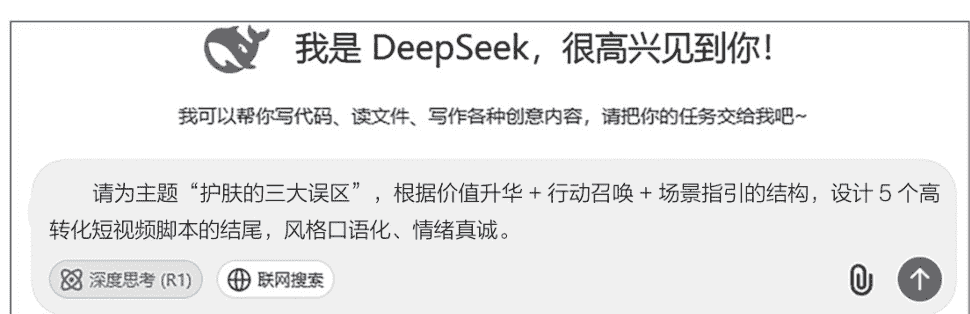 我是 DeepSeek，很高兴见到你！
我可以帮你写代码、读文件、写作各种创意内容，请把你的任务交给我吧~
请为主题“护肤的三大误区”，根据价值升华 + 行动召唤 + 场景指引的结构，设计 5 个高
转化短视频脚本的结尾，风格口语化、情绪真诚。
深度思考 (R1) 联网搜索